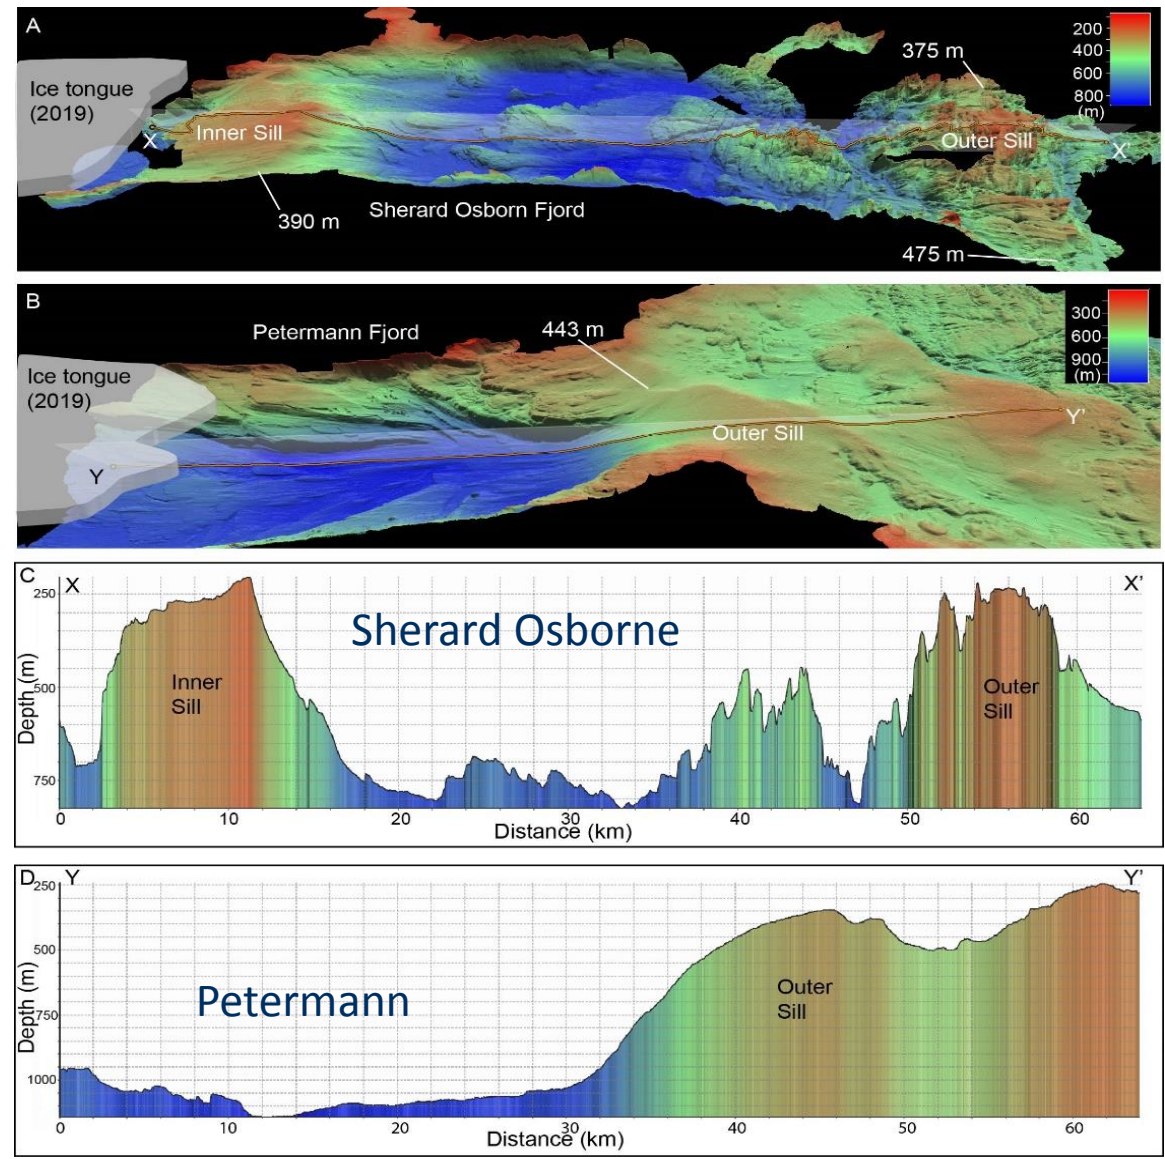 A
Ice tongue
(2019)
X
Inner Sill
390 m
Sherard Osborn Fjord
375 m
Outer Sill
X'
475 m
200
400
600
800
(m)
B
Petermann Fjord
443 m
Ice tongue
(2019)
Y
Outer Sill
Y'
300
600
900
(m)
C
X
X'
Sherard Osborne
Inner
Sill
Outer
Sill
Depth (m)
250
500
750
0
10
20
30
40
50
60
Distance (km)
D
Y
Y'
Petermann
Outer
Sill
Depth (m)
250
500
750
1000
0
10
20
30
40
50
60
Distance (km)